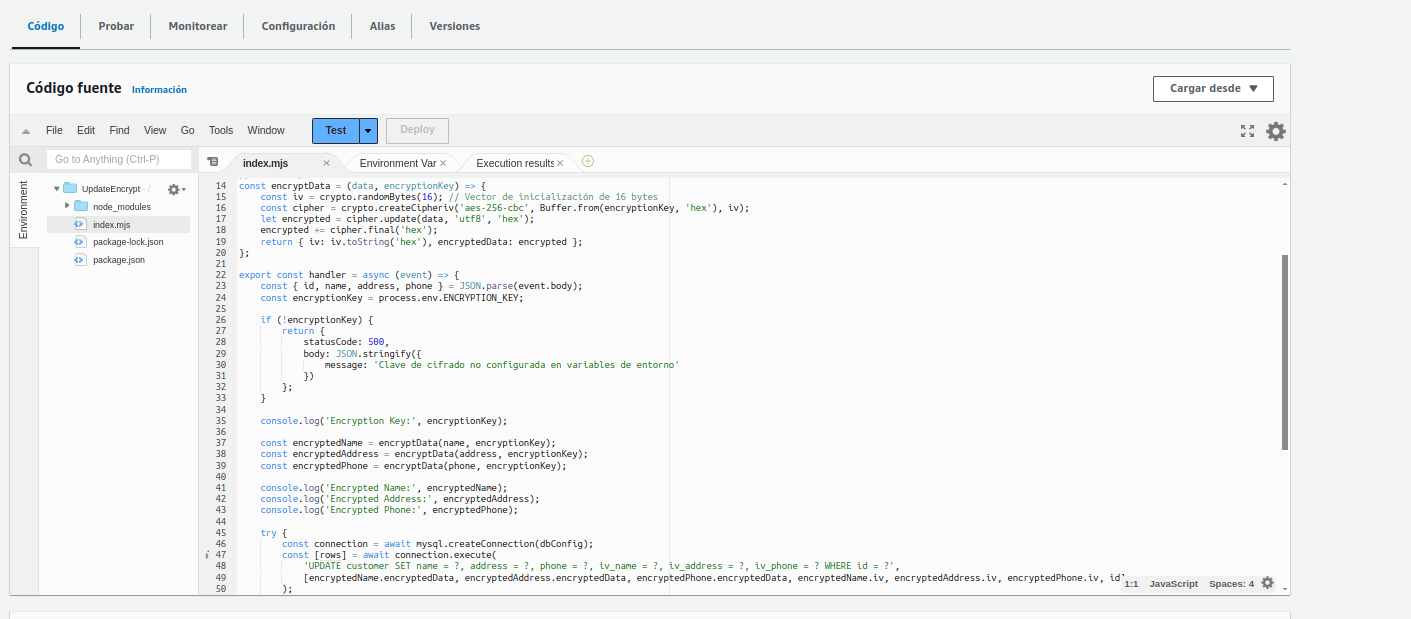 Código Probar Monitorear Configuración Alias Versiones
Código fuente Información
Cargar desde
File Edit Find View Go Tools Window Test Deploy
Go to Anything (Ctrl-P)
index.mjs Environment Var Execution results
Environment
UpdateEncrypt - /
node_modules
index.mjs
package-lock.json
package.json
14 const encryptData = (data, encryptionKey) => {
15     const iv = crypto.randomBytes(16); // Vector de inicialización de 16 bytes
16     const cipher = crypto.createCipheriv('aes-256-cbc', Buffer.from(encryptionKey, 'hex'), iv);
17     let encrypted = cipher.update(data, 'utf8', 'hex');
18     encrypted += cipher.final('hex');
19     return { iv: iv.toString('hex'), encryptedData: encrypted };
20 };
21
22 export const handler = async (event) => {
23     const { id, name, address, phone } = JSON.parse(event.body);
24     const encryptionKey = process.env.ENCRYPTION_KEY;
25
26     if (!encryptionKey) {
27         return {
28             statusCode: 500,
29             body: JSON.stringify({
30                 message: 'Clave de cifrado no configurada en variables de entorno'
31             })
32         };
33     }
34
35     console.log('Encryption Key:', encryptionKey);
36
37     const encryptedName = encryptData(name, encryptionKey);
38     const encryptedAddress = encryptData(address, encryptionKey);
39     const encryptedPhone = encryptData(phone, encryptionKey);
40
41     console.log('Encrypted Name:', encryptedName);
42     console.log('Encrypted Address:', encryptedAddress);
43     console.log('Encrypted Phone:', encryptedPhone);
44
45     try {
46         const connection = await mysql.createConnection(dbConfig);
i 47         const [rows] = await connection.execute(
48             'UPDATE customer SET name = ?, address = ?, phone = ?, iv_name = ?, iv_address = ?, iv_phone = ? WHERE id = ?',
49             [encryptedName.encryptedData, encryptedAddress.encryptedData, encryptedPhone.encryptedData, encryptedName.iv, encryptedAddress.iv, encryptedPhone.iv, id]
50         );
1:1 JavaScript Spaces: 4